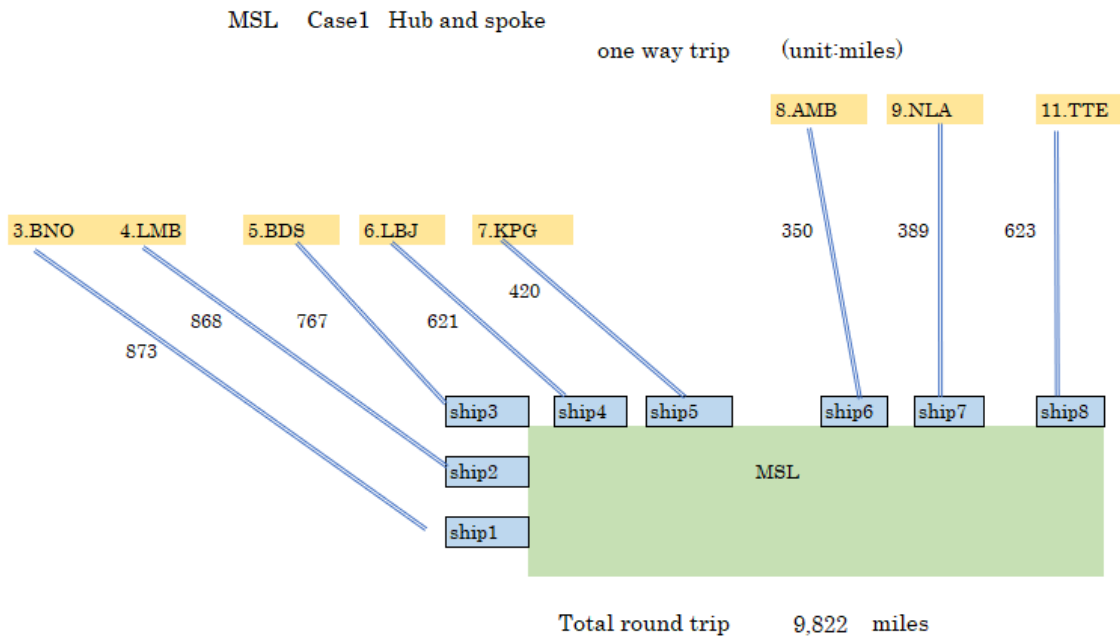 MSL Case1 Hub and spoke
one way trip (unit:miles)
8.AMB 9.NLA 11.TTE
3.BNO 4.LMB 5.BDS 6.LBJ 7.KPG
350 389 623
420
868 767 621
873
ship3 ship4 ship5 ship6 ship7 ship8
ship2 MSL
ship1
Total round trip 9,822 miles